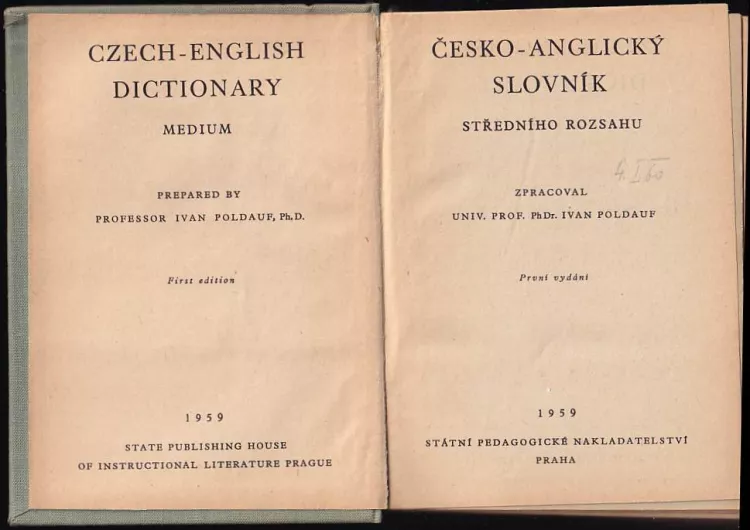 CZECH-ENGLISH
DICTIONARY
MEDIUM
PREPARED BY
PROFESSOR IVAN POLDAUF, Ph.D.
First edition
1959
STATE PUBLISHING HOUSE
OF INSTRUCTIONAL LITERATURE PRAGUE
ČESKO-ANGLICKÝ
SLOVNÍK
STŘEDNÍHO ROZSAHU
ZPRACOVAL
UNIV. PROF. PhDr. IVAN POLDAUF
První vydání
1959
STÁTNÍ PEDAGOGICKÉ NAKLADATELSTVÍ
PRAHA